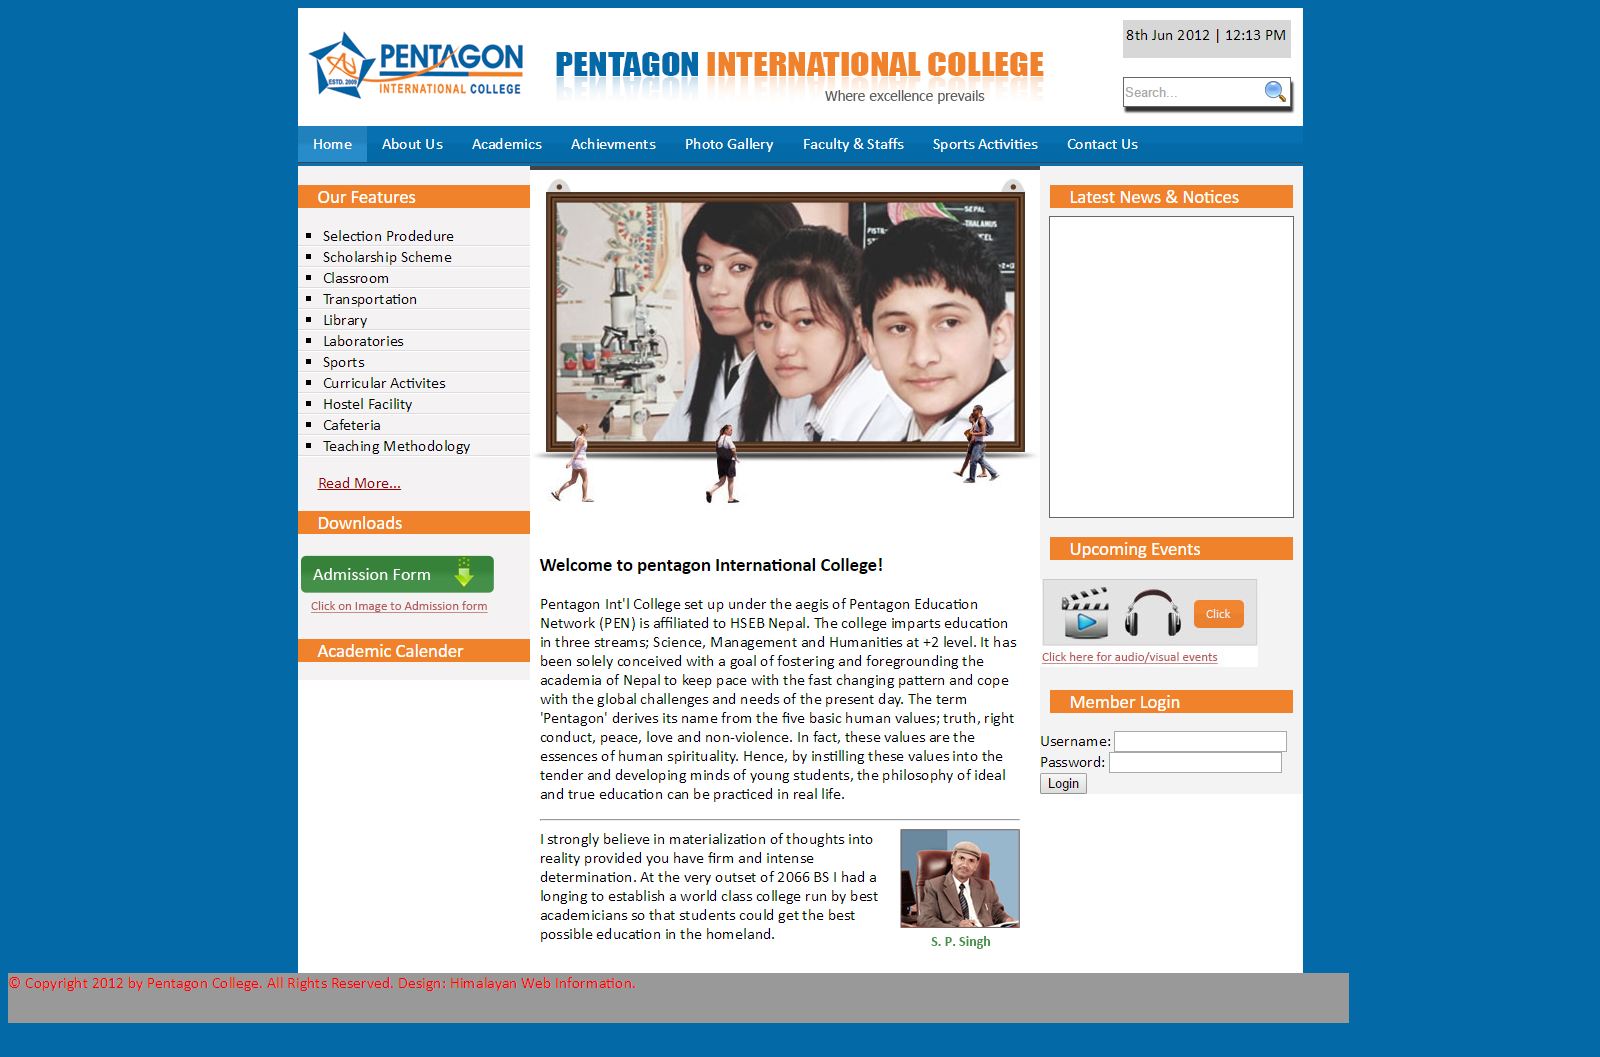 PENTAGON
ESTD. 2009
INTERNATIONAL COLLEGE
PENTAGON INTERNATIONAL COLLEGE
Where excellence prevails
8th Jun 2012 | 12:13 PM
Search...
Home About Us Academics Achievments Photo Gallery Faculty & Staffs Sports Activities Contact Us
Our Features
Selection Prodedure
Scholarship Scheme
Classroom
Transportation
Library
Laboratories
Sports
Curricular Activites
Hostel Facility
Cafeteria
Teaching Methodology
Read More...
Downloads
Admission Form
Click on Image to Admission form
Academic Calender
SEPAL
THALAMUS
Welcome to pentagon International College!
Pentagon Int'l College set up under the aegis of Pentagon Education
Network (PEN) is affiliated to HSEB Nepal. The college imparts education
in three streams; Science, Management and Humanities at +2 level. It has
been solely conceived with a goal of fostering and foregrounding the
academia of Nepal to keep pace with the fast changing pattern and cope
with the global challenges and needs of the present day. The term
'Pentagon' derives its name from the five basic human values; truth, right
conduct, peace, love and non-violence. In fact, these values are the
essences of human spirituality. Hence, by instilling these values into the
tender and developing minds of young students, the philosophy of ideal
and true education can be practiced in real life.
I strongly believe in materialization of thoughts into
reality provided you have firm and intense
determination. At the very outset of 2066 BS I had a
longing to establish a world class college run by best
academicians so that students could get the best
possible education in the homeland.
S. P. Singh
Latest News & Notices
Upcoming Events
Click
Click here for audio/visual events
Member Login
Username:
Password:
Login
© Copyright 2012 by Pentagon College. All Rights Reserved. Design: Himalayan Web Information.